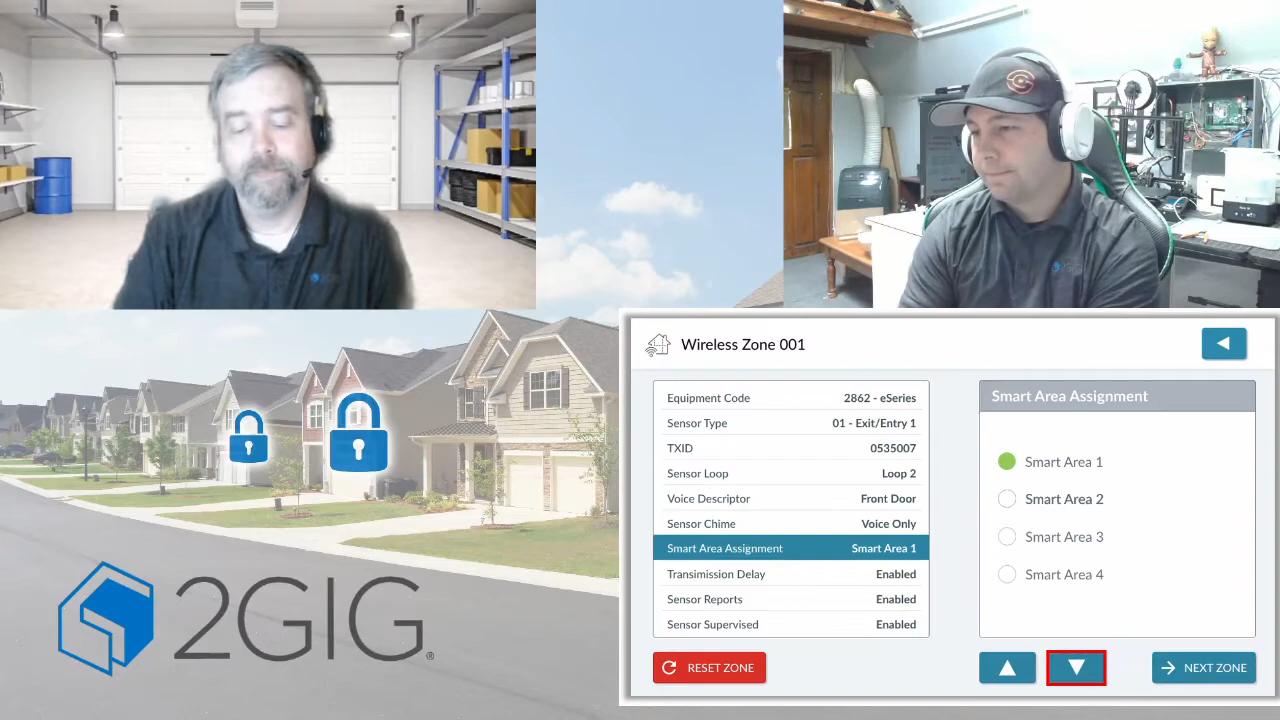 2GIG
Wireless Zone 001
Equipment Code 2862 - eSeries
Sensor Type 01 - Exit/Entry 1
TXID 0535007
Sensor Loop Loop 2
Voice Descriptor Front Door
Sensor Chime Voice Only
Smart Area Assignment Smart Area 1
Transmission Delay Enabled
Sensor Reports Enabled
Sensor Supervised Enabled
RESET ZONE
Smart Area Assignment
Smart Area 1
Smart Area 2
Smart Area 3
Smart Area 4
NEXT ZONE
2GIG®